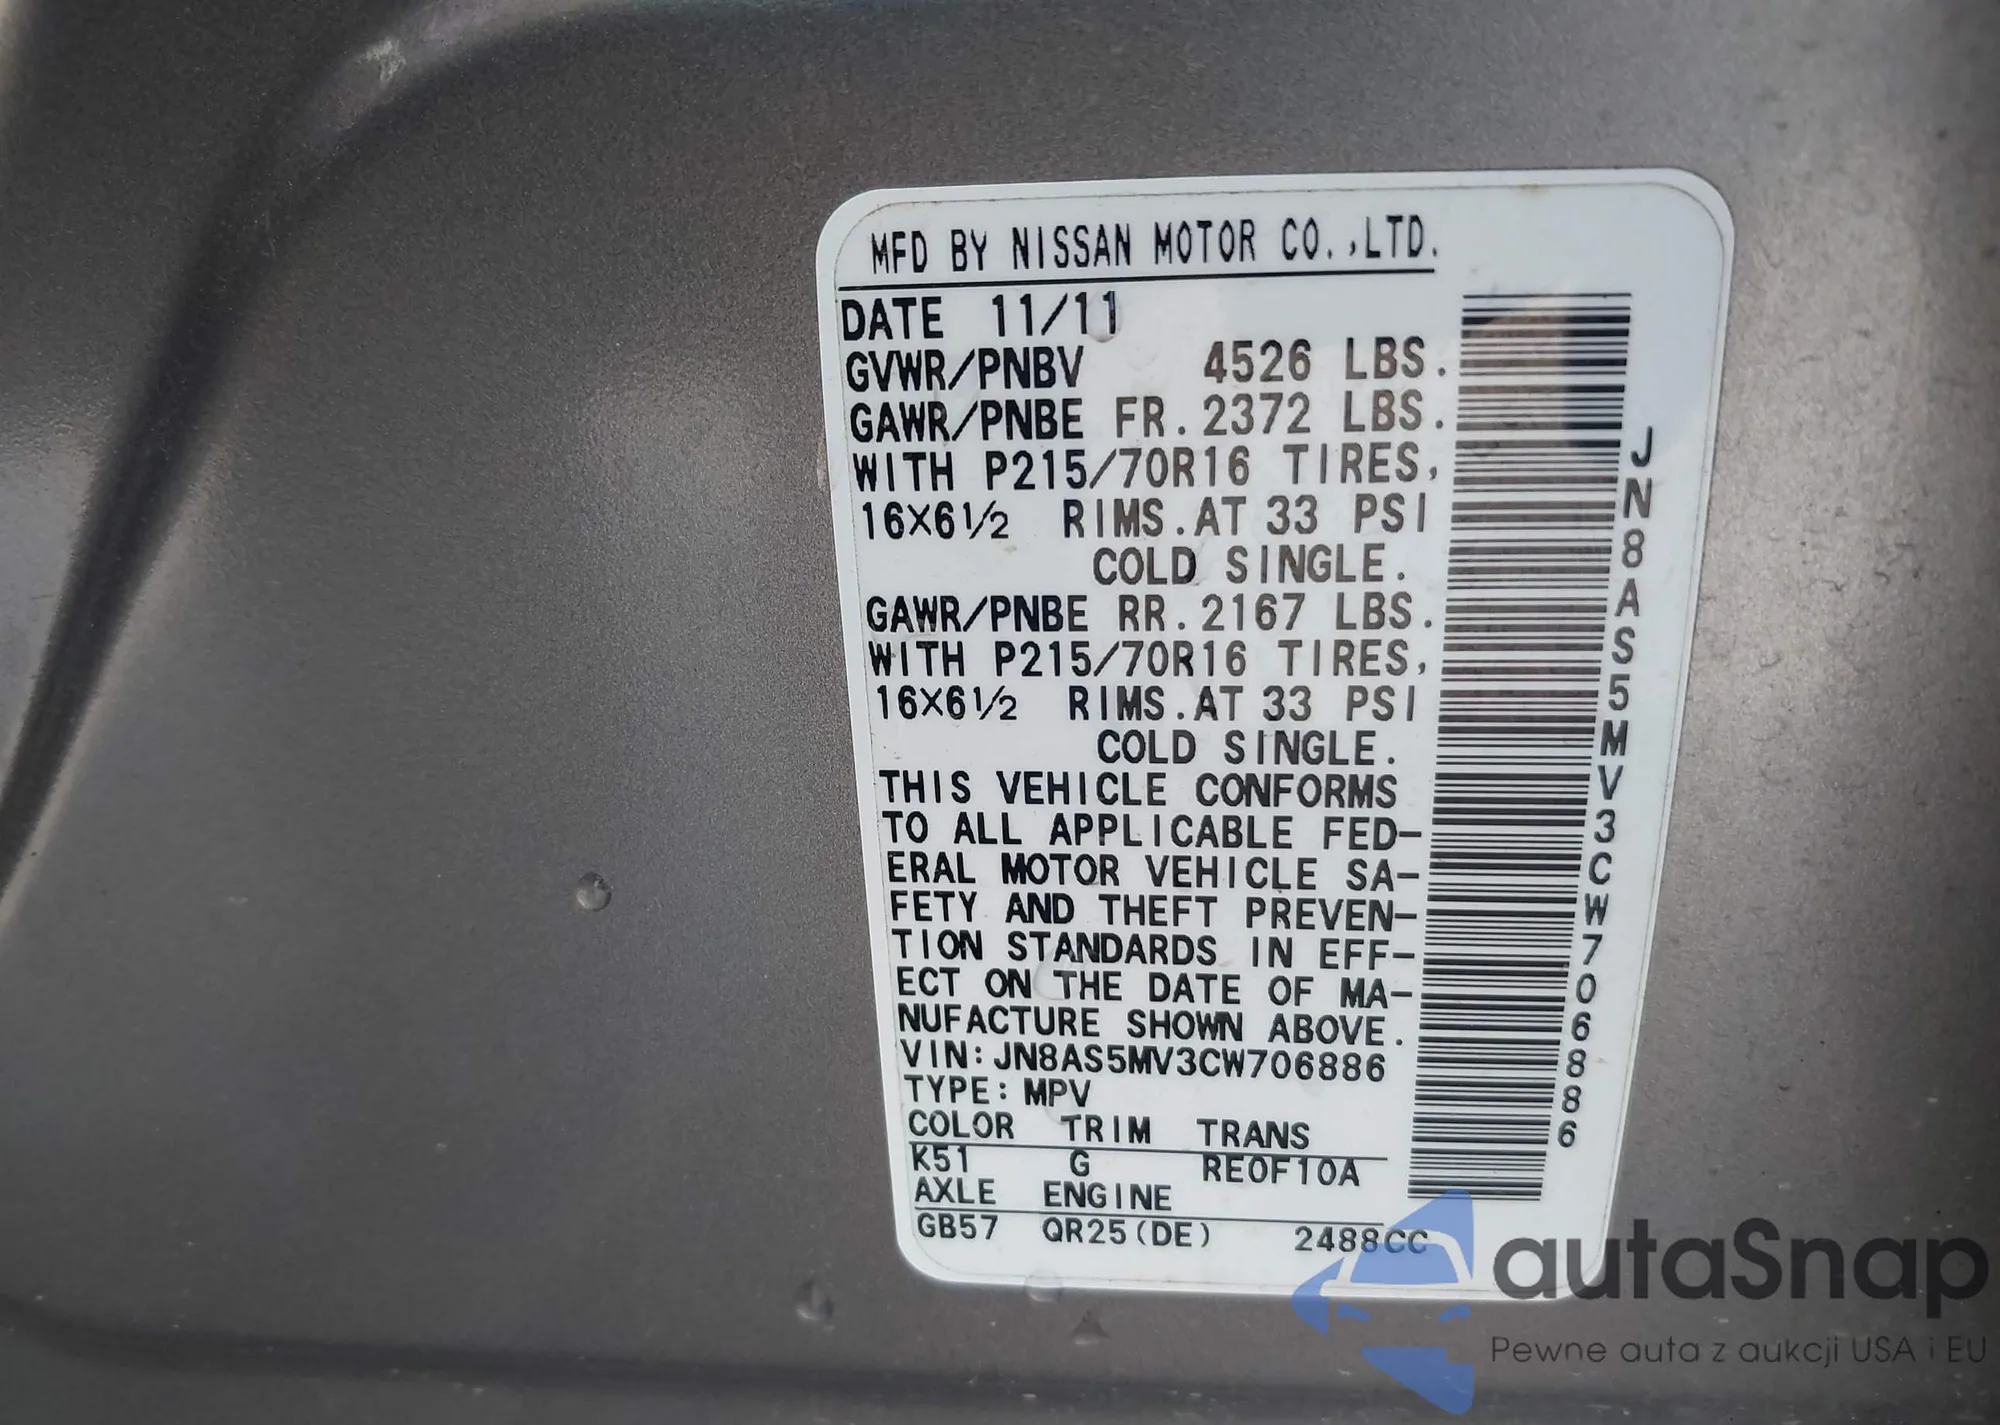 MFD BY NISSAN MOTOR CO.,LTD.
DATE 11/11
GVWR/PNBV 4526 LBS.
GAWR/PNBE FR.2372 LBS.
WITH P215/70R16 TIRES,
16X6½ RIMS.AT 33 PSI
COLD SINGLE.
GAWR/PNBE RR.2167 LBS.
WITH P215/70R16 TIRES,
16X6½ RIMS.AT 33 PSI
COLD SINGLE.
THIS VEHICLE CONFORMS
TO ALL APPLICABLE FED-
ERAL MOTOR VEHICLE SA-
FETY AND THEFT PREVEN-
TION STANDARDS IN EFF-
ECT ON THE DATE OF MA-
NUFACTURE SHOWN ABOVE.
VIN:JN8AS5MV3CW706886
TYPE:MPV
COLOR TRIM TRANS
K51 G RE0F10A
AXLE ENGINE
GB57 QR25(DE) 2488CC
JN8AS5MV3CW706886
autaSnap
Pewne auta z aukcji USA i EU